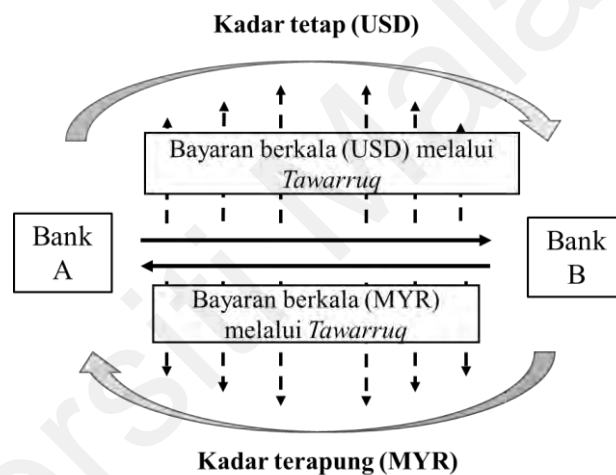 Kadar tetap (USD)
Bayaran berkala (USD) melalui
Tawarruq
Bank
A
Bank
B
Bayaran berkala (MYR)
melalui Tawarruq
Kadar terapung (MYR)